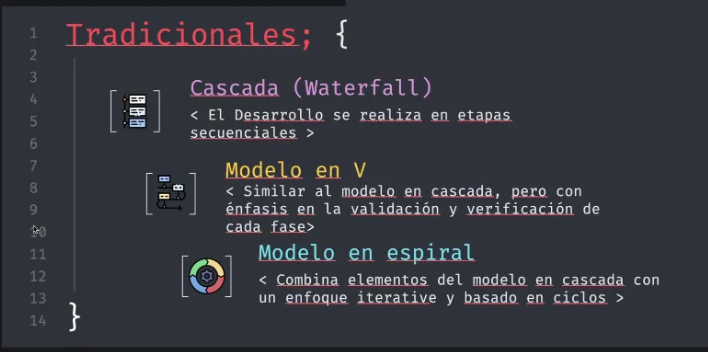 1
2
3
4
5
6
7
8
9
10
11
12
13
14
Tradicionales; {
Cascada (Waterfall)
< El Desarrollo se realiza en etapas
secuenciales >
Modelo en V
< Similar al modelo en cascada, pero con
énfasis en la validación y verificación de
cada fase>
Modelo en espiral
< Combina elementos del modelo en cascada con
un enfoque iterative y basado en ciclos >
}